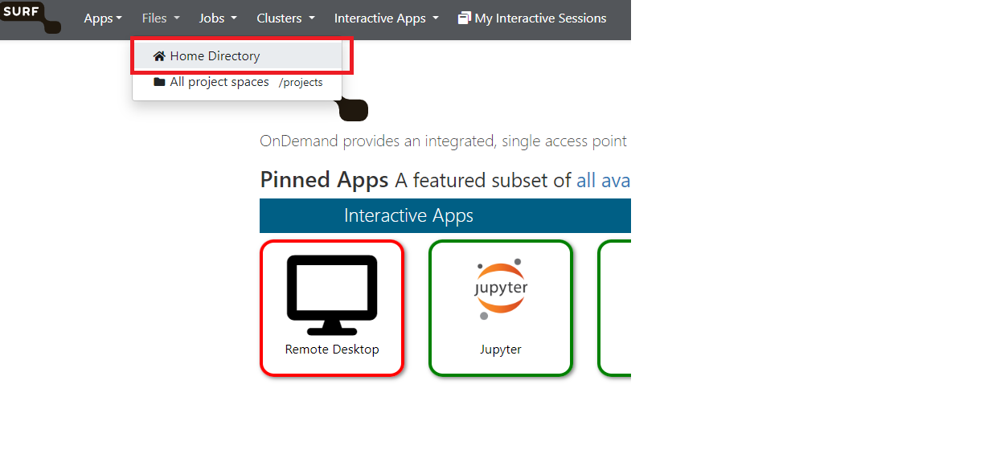 SURF
Apps Files Jobs Clusters Interactive Apps My Interactive Sessions
Home Directory
All project spaces /projects
OnDemand provides an integrated, single access point
Pinned Apps A featured subset of all ava
Interactive Apps
jupyter
Remote Desktop Jupyter